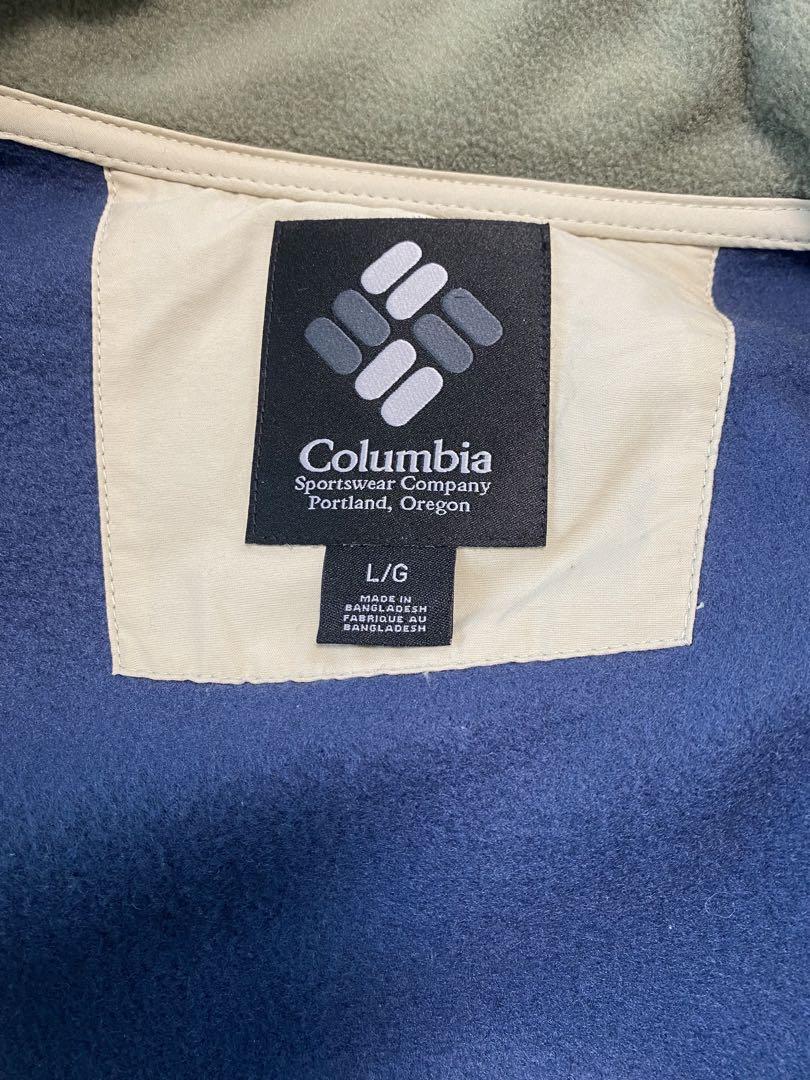 Columbia
Sportswear Company
Portland, Oregon
L/G
MADE IN
BANGLADESH
FABRIQUE AU
BANGLADESH